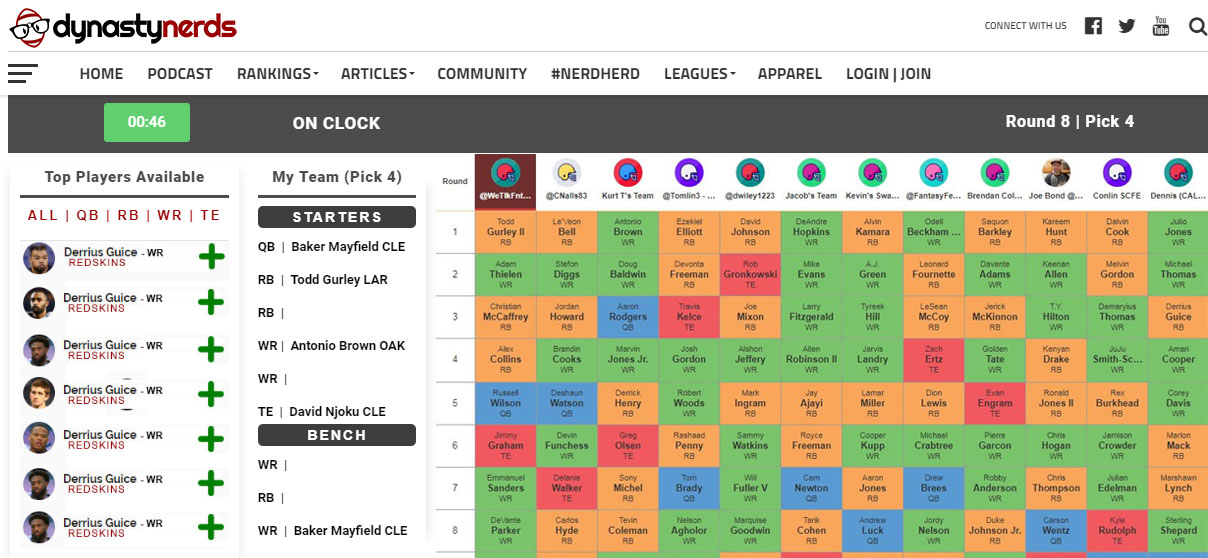 dynastynerds
CONNECT WITH US
You
Tube
HOME PODCAST RANKINGS ARTICLES COMMUNITY #NERDHERD LEAGUES APPAREL LOGIN | JOIN
00:46 ON CLOCK Round 8 | Pick 4
Top Players Available
ALL | QB | RB | WR | TE
Derrius Guice - WR
REDSKINS
Derrius Guice - WR
REDSKINS
Derrius Guice - WR
REDSKINS
Derrius Guice - WR
REDSKINS
Derrius Guice - WR
REDSKINS
Derrius Guice - WR
REDSKINS
Derrius Guice - WR
REDSKINS
My Team (Pick 4)
STARTERS
QB | Baker Mayfield CLE
RB | Todd Gurley LAR
RB |
WR | Antonio Brown OAK
WR |
TE | David Njoku CLE
BENCH
WR |
RB |
WR | Baker Mayfield CLE
Round @WeTlkFnt... @CNalls83 Kurt T's Team @Tomlin3 - ... @dwiley1223 Jacob's Team Kevin's Swa... @FantasyFe... Brendan Col... Joe Bond @... Conlin SCFE Dennis (CAL...
Todd Le'Veon Antonio Ezekiel David DeAndre Alvin Odell Saquon Kareem Dalvin Julio
1 Gurley II Bell Brown Elliott Johnson Hopkins Kamara Beckham ... Barkley Hunt Cook Jones
RB RB WR RB RB WR RB WR RB RB RB WR
Adam Stefon Doug Devonta Rob Mike A.J. Leonard Davante Keenan Melvin Michael
2 Thielen Diggs Baldwin Freeman Gronkowski Evans Green Fournette Adams Allen Gordon Thomas
WR WR WR RB TE WR WR RB WR WR RB WR
Christian Jordan Aaron Travis Joe Larry Tyreek LeSean Jerick T.Y. Demaryius Derrius
3 McCaffrey Howard Rodgers Kelce Mixon Fitzgerald Hill McCoy McKinnon Hilton Thomas Guice
RB RB QB TE RB WR WR RB RB WR WR RB
Alex Brandin Marvin Josh Alshon Allen Jarvis Zach Golden Kenyan JuJu Amari
4 Collins Cooks Jones Jr. Gordon Jeffery Robinson II Landry Ertz Tate Drake Smith-Sc... Cooper
RB WR WR WR WR WR WR TE WR RB WR WR
Russell Deshaun Derrick Robert Mark Jay Lamar Dion Evan Ronald Rex Corey
5 Wilson Watson Henry Woods Ingram Ajayi Miller Lewis Engram Jones II Burkhead Davis
QB QB RB WR RB RB RB RB TE RB RB WR
Jimmy Devin Greg Rashaad Sammy Royce Cooper Michael Pierre Chris Jamison Marlon
6 Graham Funchess Olsen Penny Watkins Freeman Kupp Crabtree Garcon Hogan Crowder Mack
TE WR TE RB WR RB WR WR WR WR WR RB
Emmanuel Delanie Sony Tom Will Cam Aaron Drew Robby Chris Julian Marshawn
7 Sanders Walker Michel Brady Fuller V Newton Jones Brees Anderson Thompson Edelman Lynch
WR TE RB QB WR QB RB QB WR RB WR RB
DeVante Carlos Tevin Nelson Marquise Tarik Andrew Jordy Duke Carson Kyle Sterling
8 Parker Hyde Coleman Agholor Goodwin Cohen Luck Nelson Johnson Jr. Wentz Rudolph Shepard
WR RB RB WR WR RB QB WR RB QB TE WR